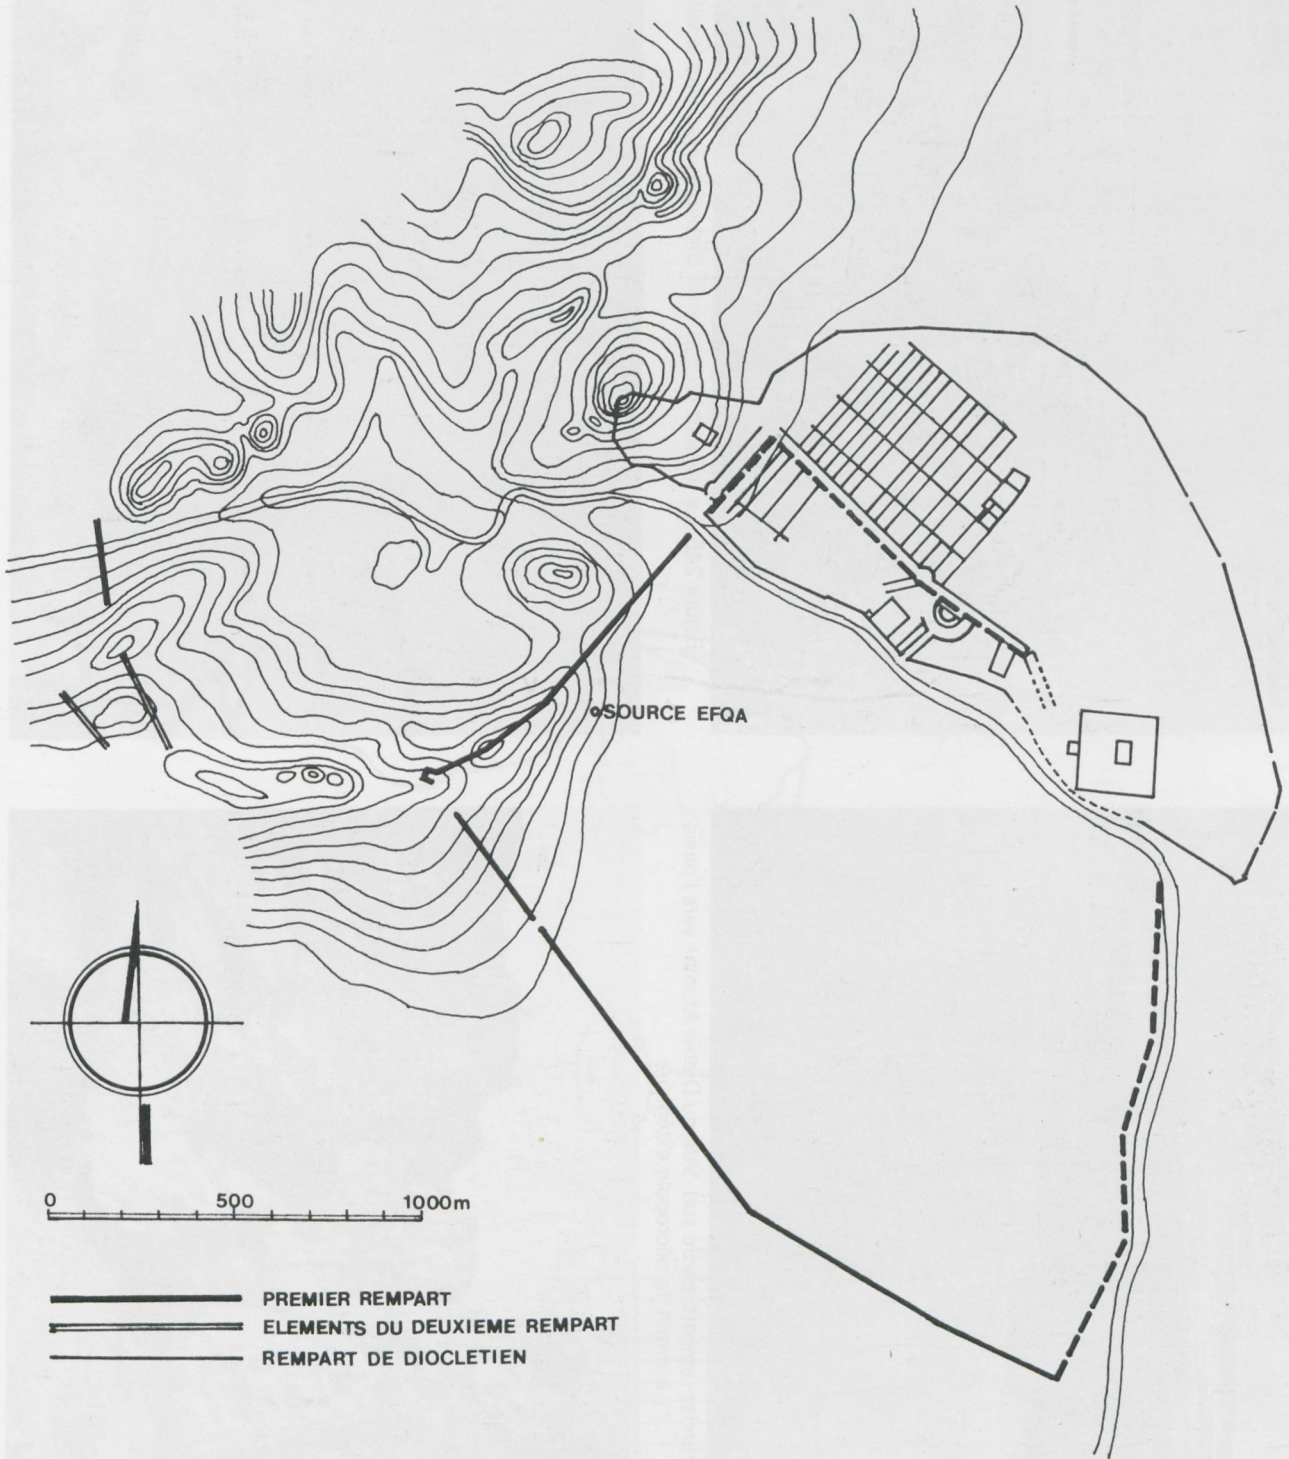 SOURCE EFQA
0 500 1000m
PREMIER REMPART
ELEMENTS DU DEUXIEME REMPART
REMPART DE DIOCLETIEN